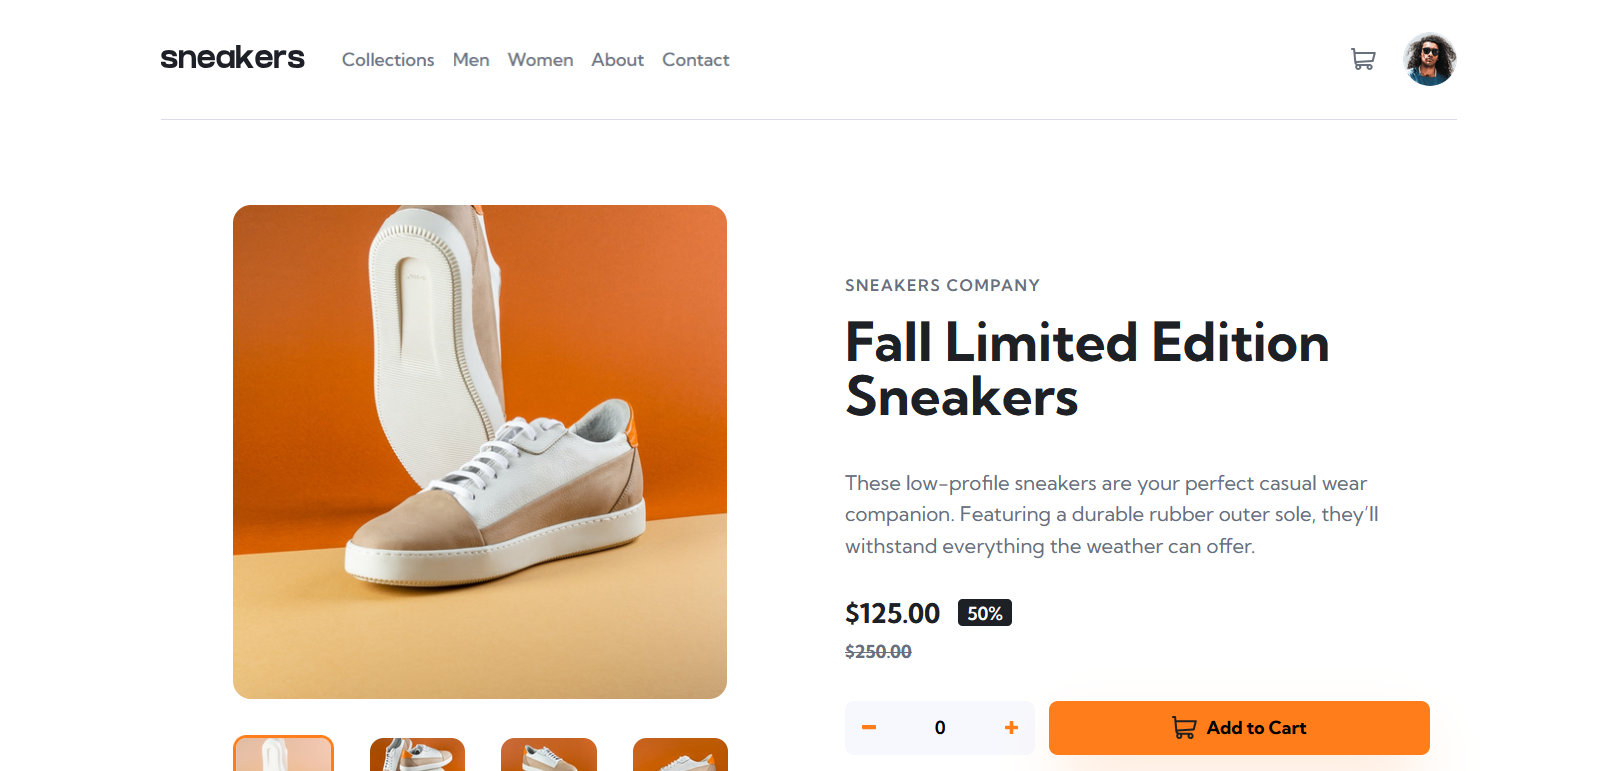 sneakers Collections Men Women About Contact
SNEAKERS COMPANY
Fall Limited Edition
Sneakers
These low-profile sneakers are your perfect casual wear
companion. Featuring a durable rubber outer sole, they’ll
withstand everything the weather can offer.
$125.00 50%
$250.00
0 Add to Cart